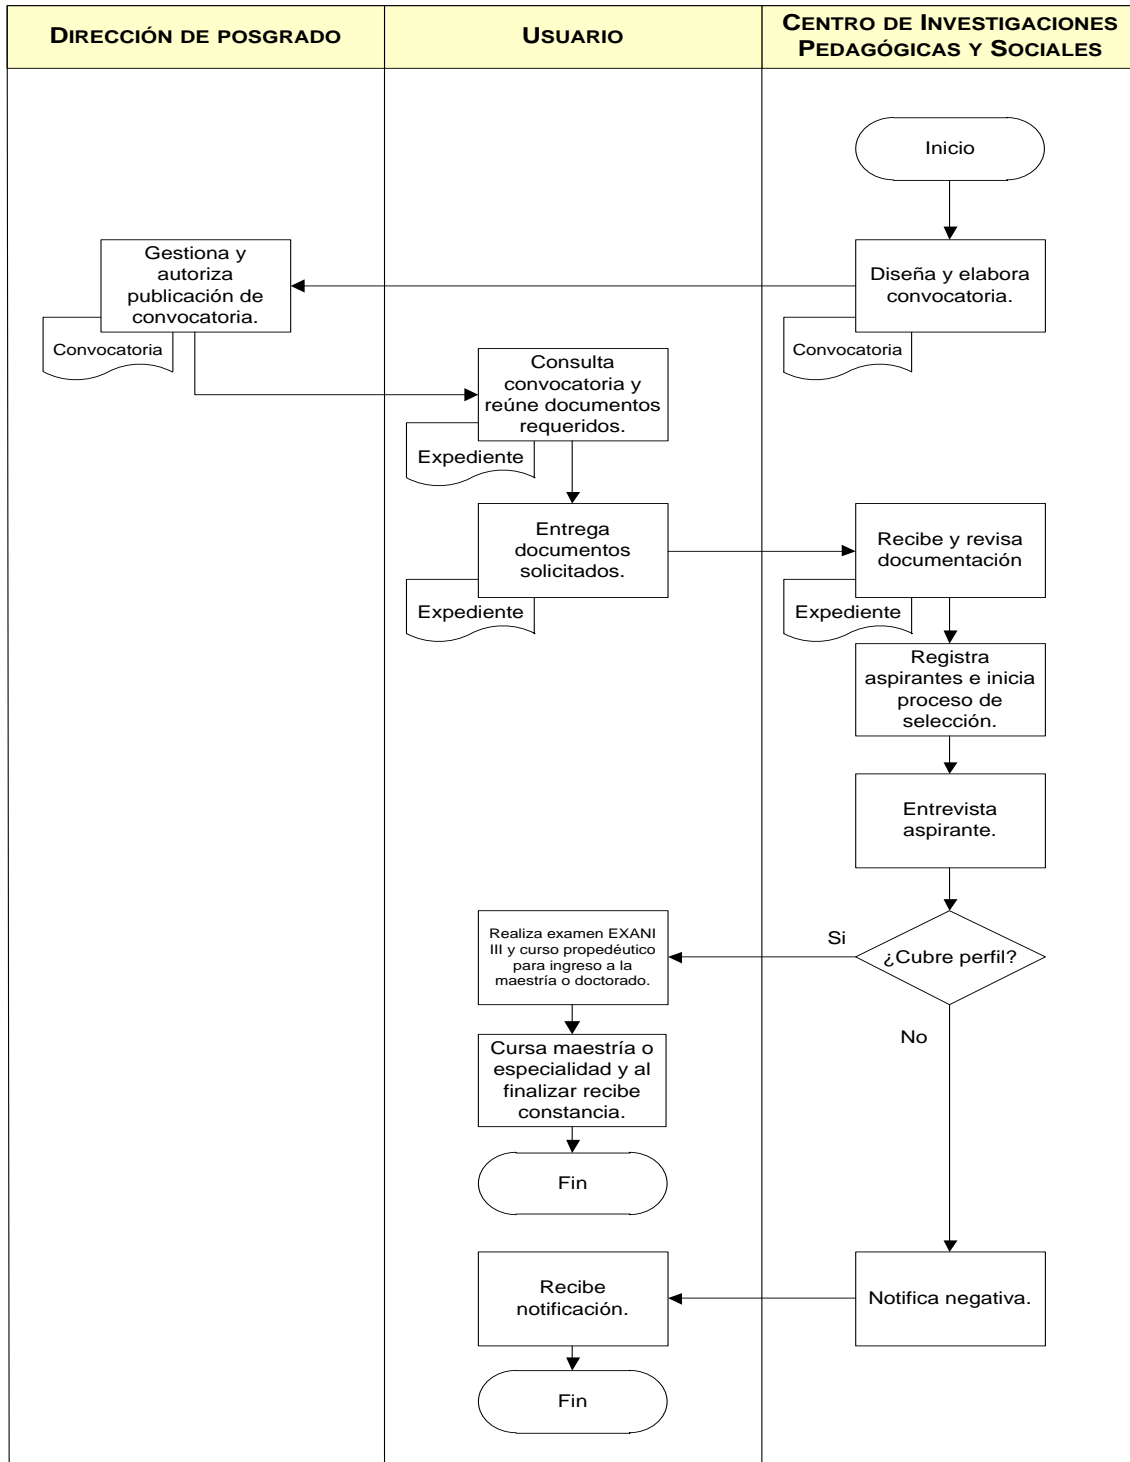 DIRECCIÓN DE POSGRADO
USUARIO
CENTRO DE INVESTIGACIONES
PEDAGÓGICAS Y SOCIALES
Inicio
Diseña y elabora
convocatoria.
Convocatoria
Gestiona y
autoriza
publicación de
convocatoria.
Convocatoria
Consulta
convocatoria y
reúne documentos
requeridos.
Expediente
Entrega
documentos
solicitados.
Expediente
Recibe y revisa
documentación
Expediente
Registra
aspirantes e inicia
proceso de
selección.
Entrevista
aspirante.
¿Cubre perfil?
Si
Realiza examen EXANI
III y curso propedéutico
para ingreso a la
maestría o doctorado.
Cursa maestría o
especialidad y al
finalizar recibe
constancia.
Fin
No
Notifica negativa.
Recibe
notificación.
Fin